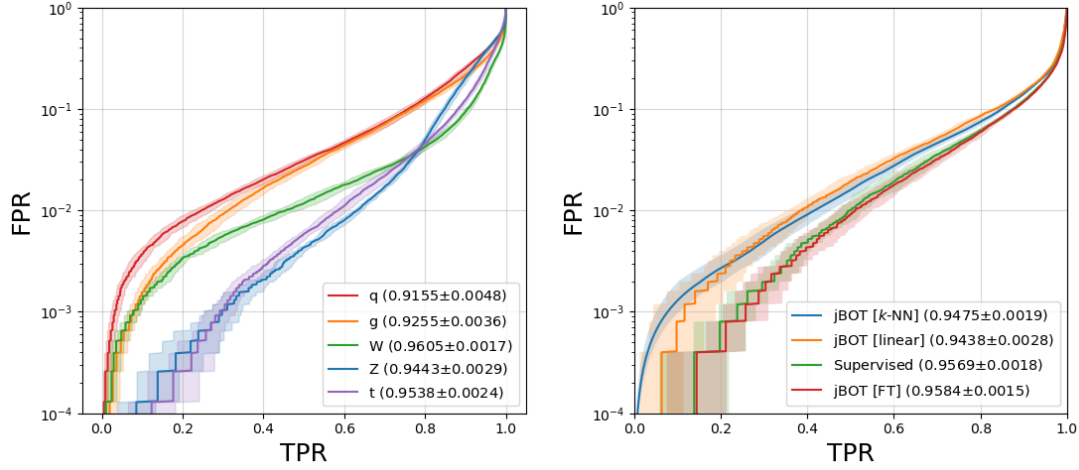 10⁰
10⁻¹
10⁻²
10⁻³
10⁻⁴
FPR
0.0 0.2 0.4 0.6 0.8 1.0
TPR
q (0.9155±0.0048)
g (0.9255±0.0036)
W (0.9605±0.0017)
Z (0.9443±0.0029)
t (0.9538±0.0024)
10⁰
10⁻¹
10⁻²
10⁻³
10⁻⁴
FPR
0.0 0.2 0.4 0.6 0.8 1.0
TPR
jBOT [k-NN] (0.9475±0.0019)
jBOT [linear] (0.9438±0.0028)
Supervised (0.9569±0.0018)
jBOT [FT] (0.9584±0.0015)